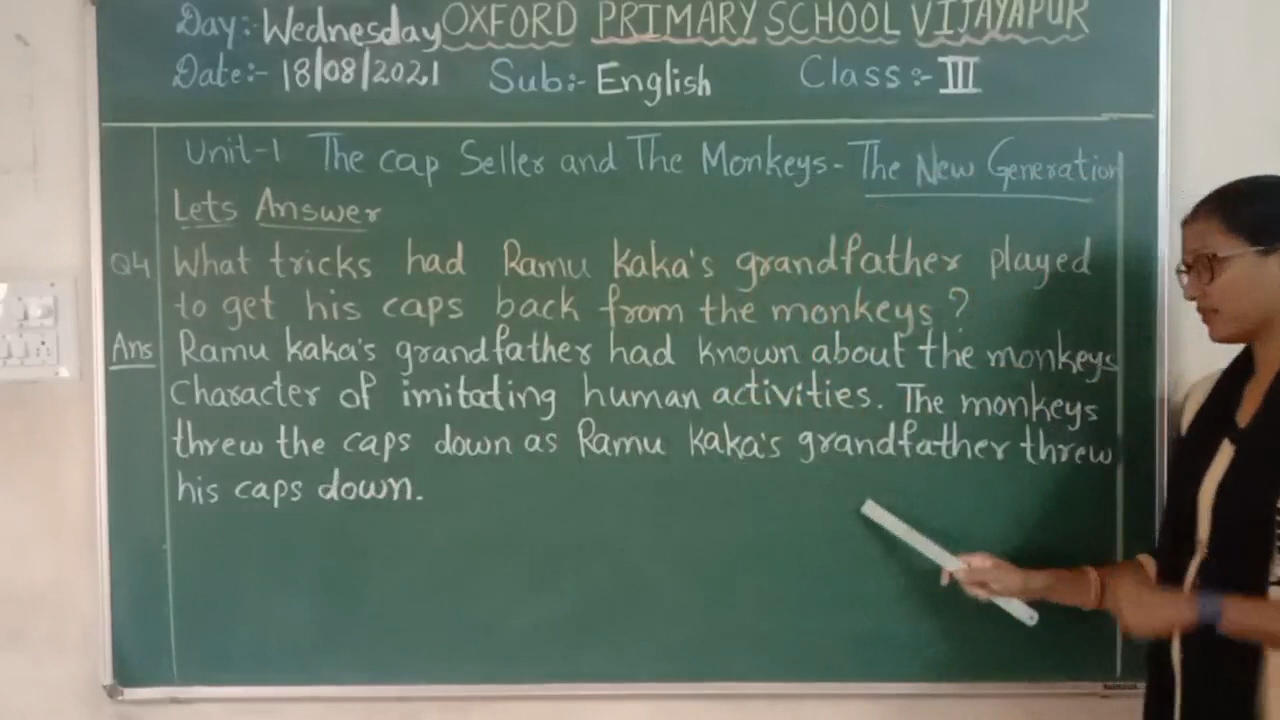 Day:- Wednesday OXFORD PRIMARY SCHOOL VIJAYAPUR
Date:- 18/08/2021 Sub:- English Class:- III
Unit-1 The cap Seller and The Monkeys - The New Generation
Lets Answer
Q4 What tricks had Ramu kaka's grandfather played
to get his caps back from the monkeys?
Ans Ramu kaka's grandfather had known about the monkeys
character of imitating human activities. The monkeys
threw the caps down as Ramu kaka's grandfather threw
his caps down.